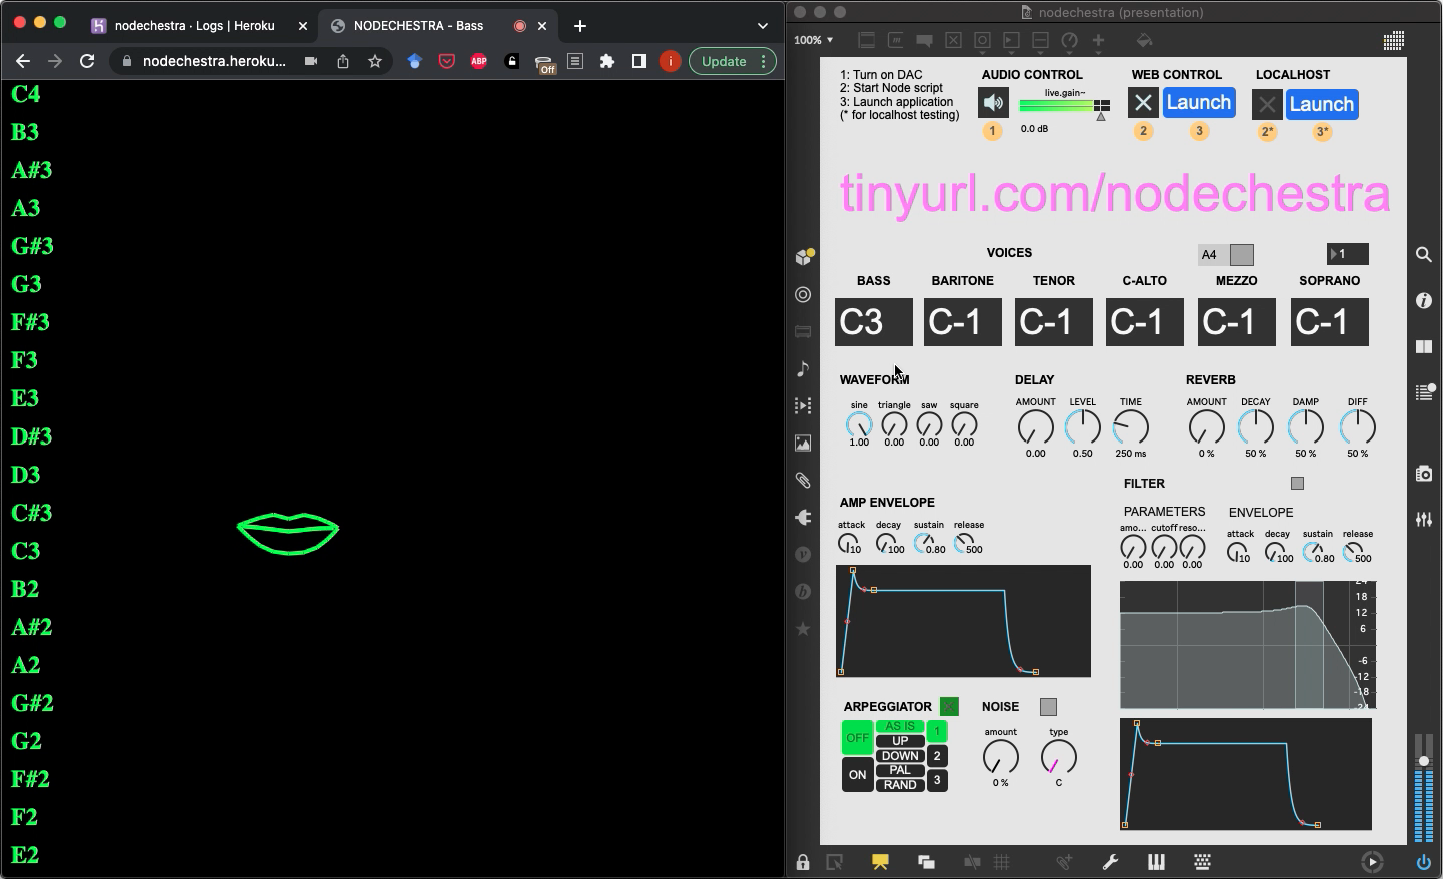 nodechestra · Logs | Heroku
NODECHESTRA - Bass
nodechestra.heroku...
ABP
Off
i
Update
C4
B3
A#3
A3
G#3
G3
F#3
F3
E3
D#3
D3
C#3
C3
B2
A#2
A2
G#2
G2
F#2
F2
E2
nodechestra (presentation)
100%
1: Turn on DAC
2: Start Node script
3: Launch application
(* for localhost testing)
AUDIO CONTROL
live.gain~
0.0 dB
1
WEB CONTROL
Launch
2
3
LOCALHOST
Launch
2*
3*
tinyurl.com/nodechestra
VOICES
A4
1
BASS
BARITONE
TENOR
C-ALTO
MEZZO
SOPRANO
C3
C-1
C-1
C-1
C-1
C-1
WAVEFORM
sine
triangle
saw
square
1.00
0.00
0.00
0.00
DELAY
AMOUNT
LEVEL
TIME
0.00
0.50
250 ms
REVERB
AMOUNT
DECAY
DAMP
DIFF
0 %
50 %
50 %
50 %
AMP ENVELOPE
attack
decay
sustain
release
10
100
0.80
500
FILTER
PARAMETERS
amo...
cutoff
reso...
0.00
0.00
0.00
ENVELOPE
attack
decay
sustain
release
10
100
0.80
500
24
18
12
6
-6
-12
-18
-24
ARPEGGIATOR
OFF
ON
AS IS
UP
DOWN
PAL
RAND
1
2
3
NOISE
amount
type
0 %
C